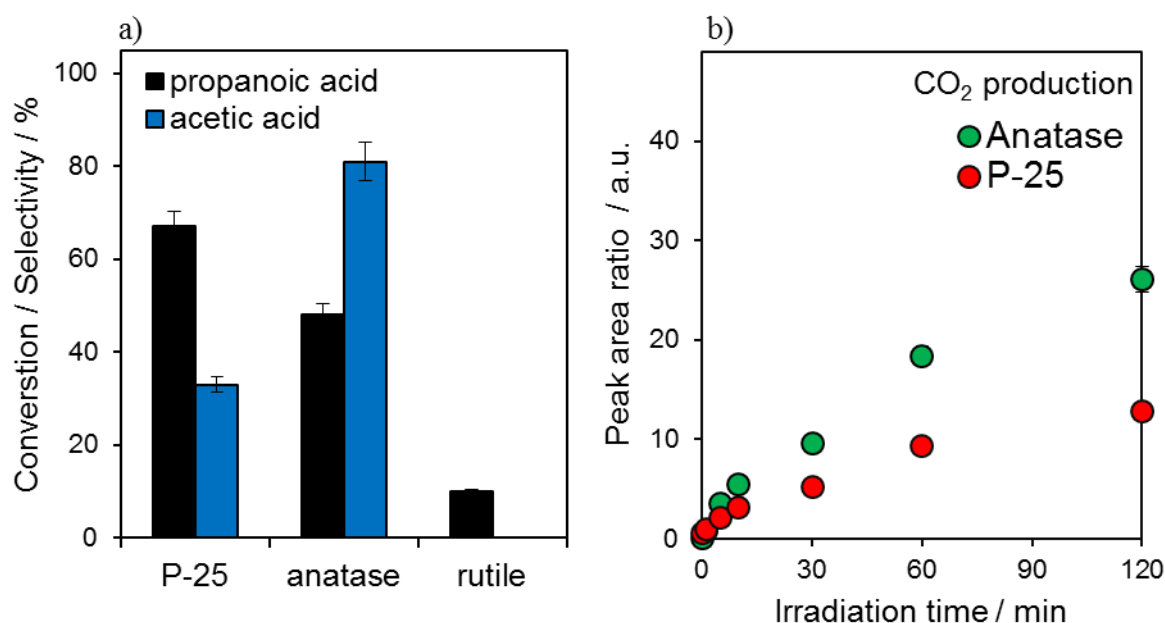 a)
Converstion / Selectivity / %
100
80
60
40
20
0
propanoic acid
acetic acid
P-25 anatase rutile
b)
Peak area ratio / a.u.
40
30
20
10
0
CO₂ production
Anatase
P-25
0 30 60 90 120
Irradiation time / min